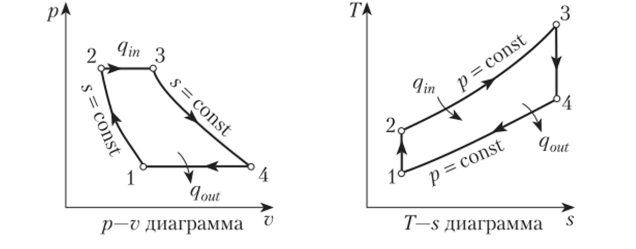 p
q_in
2
3
s = const
s = const
1
4
q_out
v
p–v диаграмма
T
3
p = const
q_in
4
2
q_out
p = const
1
s
T–s диаграмма